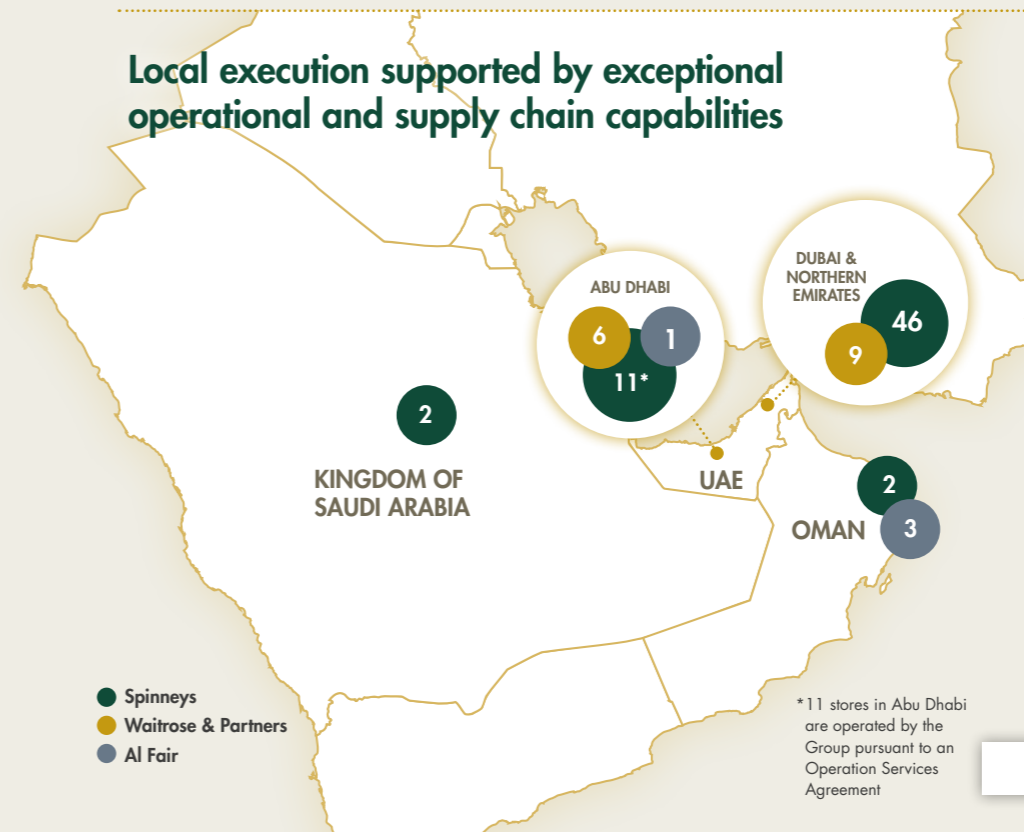 Local execution supported by exceptional
operational and supply chain capabilities
ABU DHABI
6
1
11*
DUBAI &
NORTHERN
EMIRATES
46
9
2
KINGDOM OF
SAUDI ARABIA
UAE
2
OMAN
3
Spinneys
Waitrose & Partners
Al Fair
*11 stores in Abu Dhabi
are operated by the
Group pursuant to an
Operation Services
Agreement